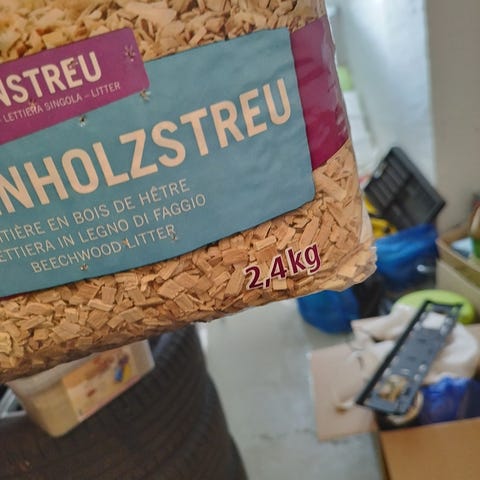 NSTREU
LETTIERA SINGOLA – LITTER
NHOLZSTREU
TIÈRE EN BOIS DE HÊTRE
ETTIERA IN LEGNO DI FAGGIO
BEECHWOOD LITTER
2,4kg